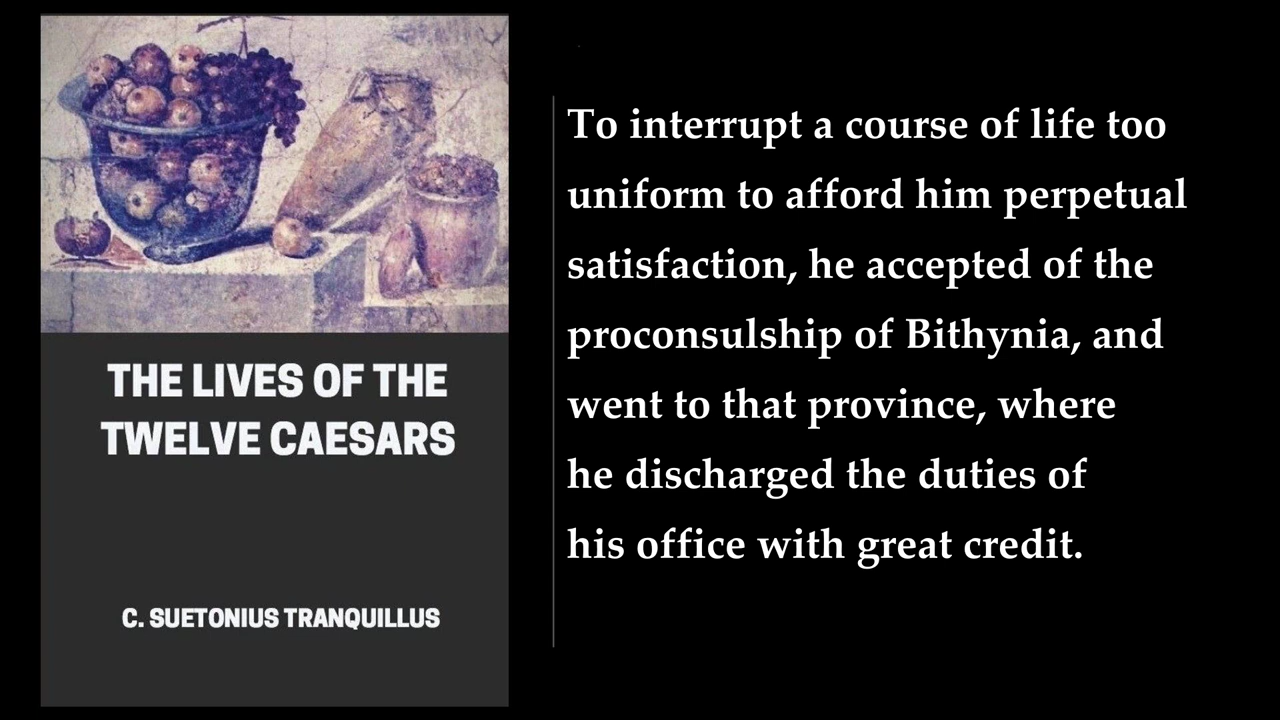 THE LIVES OF THE
TWELVE CAESARS
C. SUETONIUS TRANQUILLUS
To interrupt a course of life too
uniform to afford him perpetual
satisfaction, he accepted of the
proconsulship of Bithynia, and
went to that province, where
he discharged the duties of
his office with great credit.